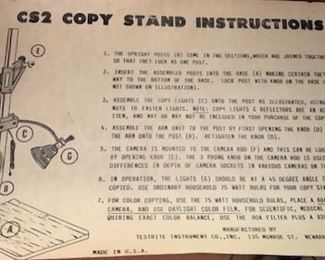 CS2 COPY STAND INSTRUCTIONS
E
C
G
B
A
1. THE UPRIGHT POSTS (B) COME IN TWO SECTIONS,WHICH ARE JOINED TOGETH
SO THAT THEY LOCK AS ONE POST.
2. INSERT THE ASSEMBLED POSTS INTO THE BASE (A) MAKING CERTAIN THEY
WAY TO THE BOTTOM OF THE BASE. LOCK POST WITH KNOB ON THE BASE
NOT SHOWN ON ILLUSTRATION).
3. ASSEMBLE THE COPY LIGHTS (C) ONTO THE POST AS ILLUSTRATED, USING
NUTS TO FASTEN LIGHTS. NOTE: COPY LIGHTS & REFLECTORS ARE AN
ITEM, AND MAY OR MAY NOT BE INCLUDED IN YOUR PURCHASE OF THE COPY
4. ASSEMBLE THE ARM UNIT TO THE POST BY FIRST OPENING THE KNOB (D)
THE ARM ONTO THE POST (B). RETIGHTEN THE KNOB (D).
5. THE CAMERA IS MOUNTED TO THE CAMERA ROD (F) AND THIS CAN BE
BY OPENING KNOB (E). THE 3 PRONG KNOB ON THE CAMERA ROD IS USED
DIFFERENCES IN DEPTH OF CAMERA SOCKETS IN VARIOUS CAMERAS ON
6. IN OPERATION, THE LIGHTS (G) SHOULD BE AT A 45 DEGREE ANGLE
COPIED. USE ORDINARY HOUSEHOLD 75 WATT BULBS FOR YOUR COPY
7. FOR COLOR COPYING, USE THE 75 WATT HOUSEHOLD BULBS, PLACE A 80A
CAMERA, AND USE DAYLIGHT COLOR FILM. FOR SCIENTIFIC, MEDICAL
QUIRING EXACT COLOR BALANCE, USE THE 80A FILTER PLUS A
MANUFACTURED BY
TESTRITE INSTRUMENT CO.,INC. 135 MONROE ST. NEWARK
MADE IN U.S.A.